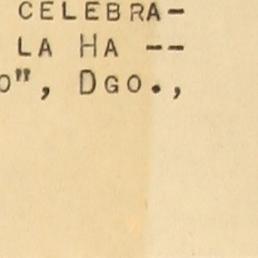 CELEBRA-
LA HA --
o", DGO.,